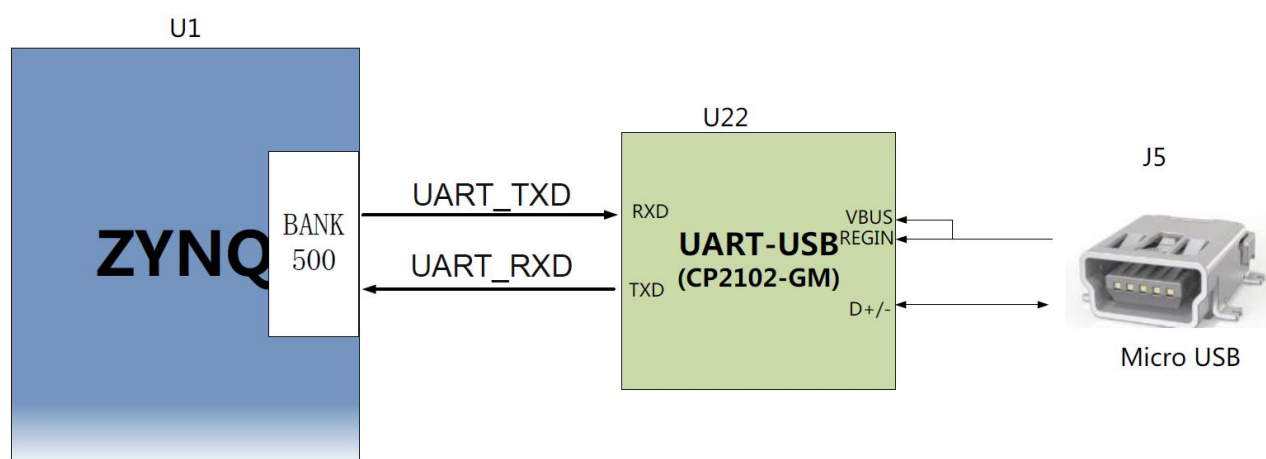 U1
ZYNQ
BANK
500
UART_TXD
UART_RXD
U22
RXD
TXD
UART-USB
(CP2102-GM)
VBUS
REGIN
D+/-
J5
Micro USB